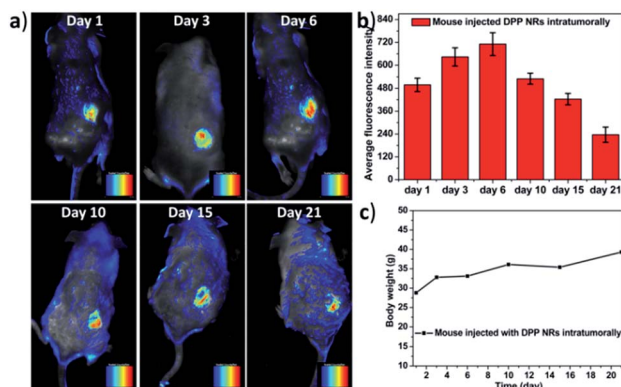 a)
Day 1
Day 3
Day 6
Day 10
Day 15
Day 21
b)
Average fluorescence intensity
840
720
600
480
360
240
120
0
Mouse injected DPP NRs intratumorally
day 1 day 3 day 6 day 10 day 15 day 21
c)
Body weight (g)
50
45
40
35
30
25
20
15
10
Mouse injected with DPP NRs intratumorally
2 4 6 8 10 12 14 16 18 20
Time (day)